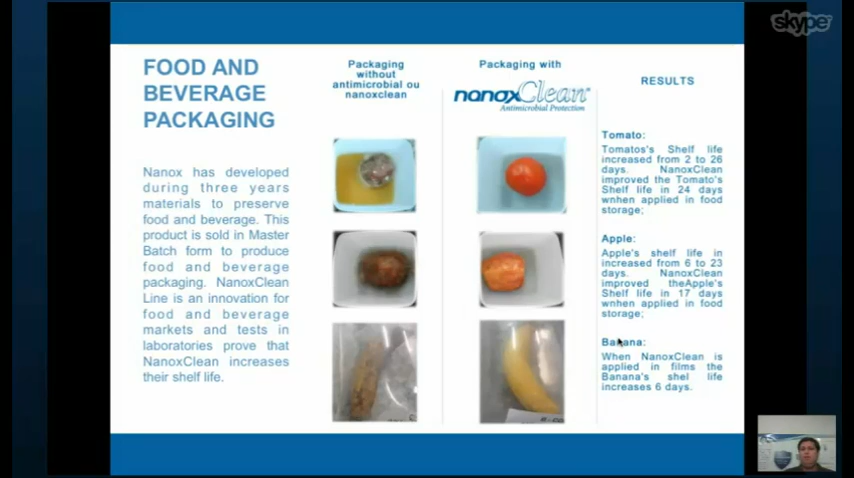 skype
FOOD AND
BEVERAGE
PACKAGING
Nanox has developed
during three years
materials to preserve
food and beverage. This
product is sold in Master
Batch form to produce
food and beverage
packaging. NanoxClean
Line is an innovation for
food and beverage
markets and tests in
laboratories prove that
NanoxClean increases
their shelf life.
Packaging
without
antimicrobial ou
nanoxclean
Packaging with
nanoxClean
Antimicrobial Protection
RESULTS
Tomato:
Tomatos's Shelf life
increased from 2 to 26
days. NanoxClean
improved the Tomato's
Shelf life in 24 days
wnhen applied in food
storage;
Apple:
Apple's shelf life in
increased from 6 to 23
days. NanoxClean
improved theApple's
Shelf life in 17 days
wnhen applied in food
storage;
Banana:
When NanoxClean is
applied in films the
Banana's shel life
increases 6 days.